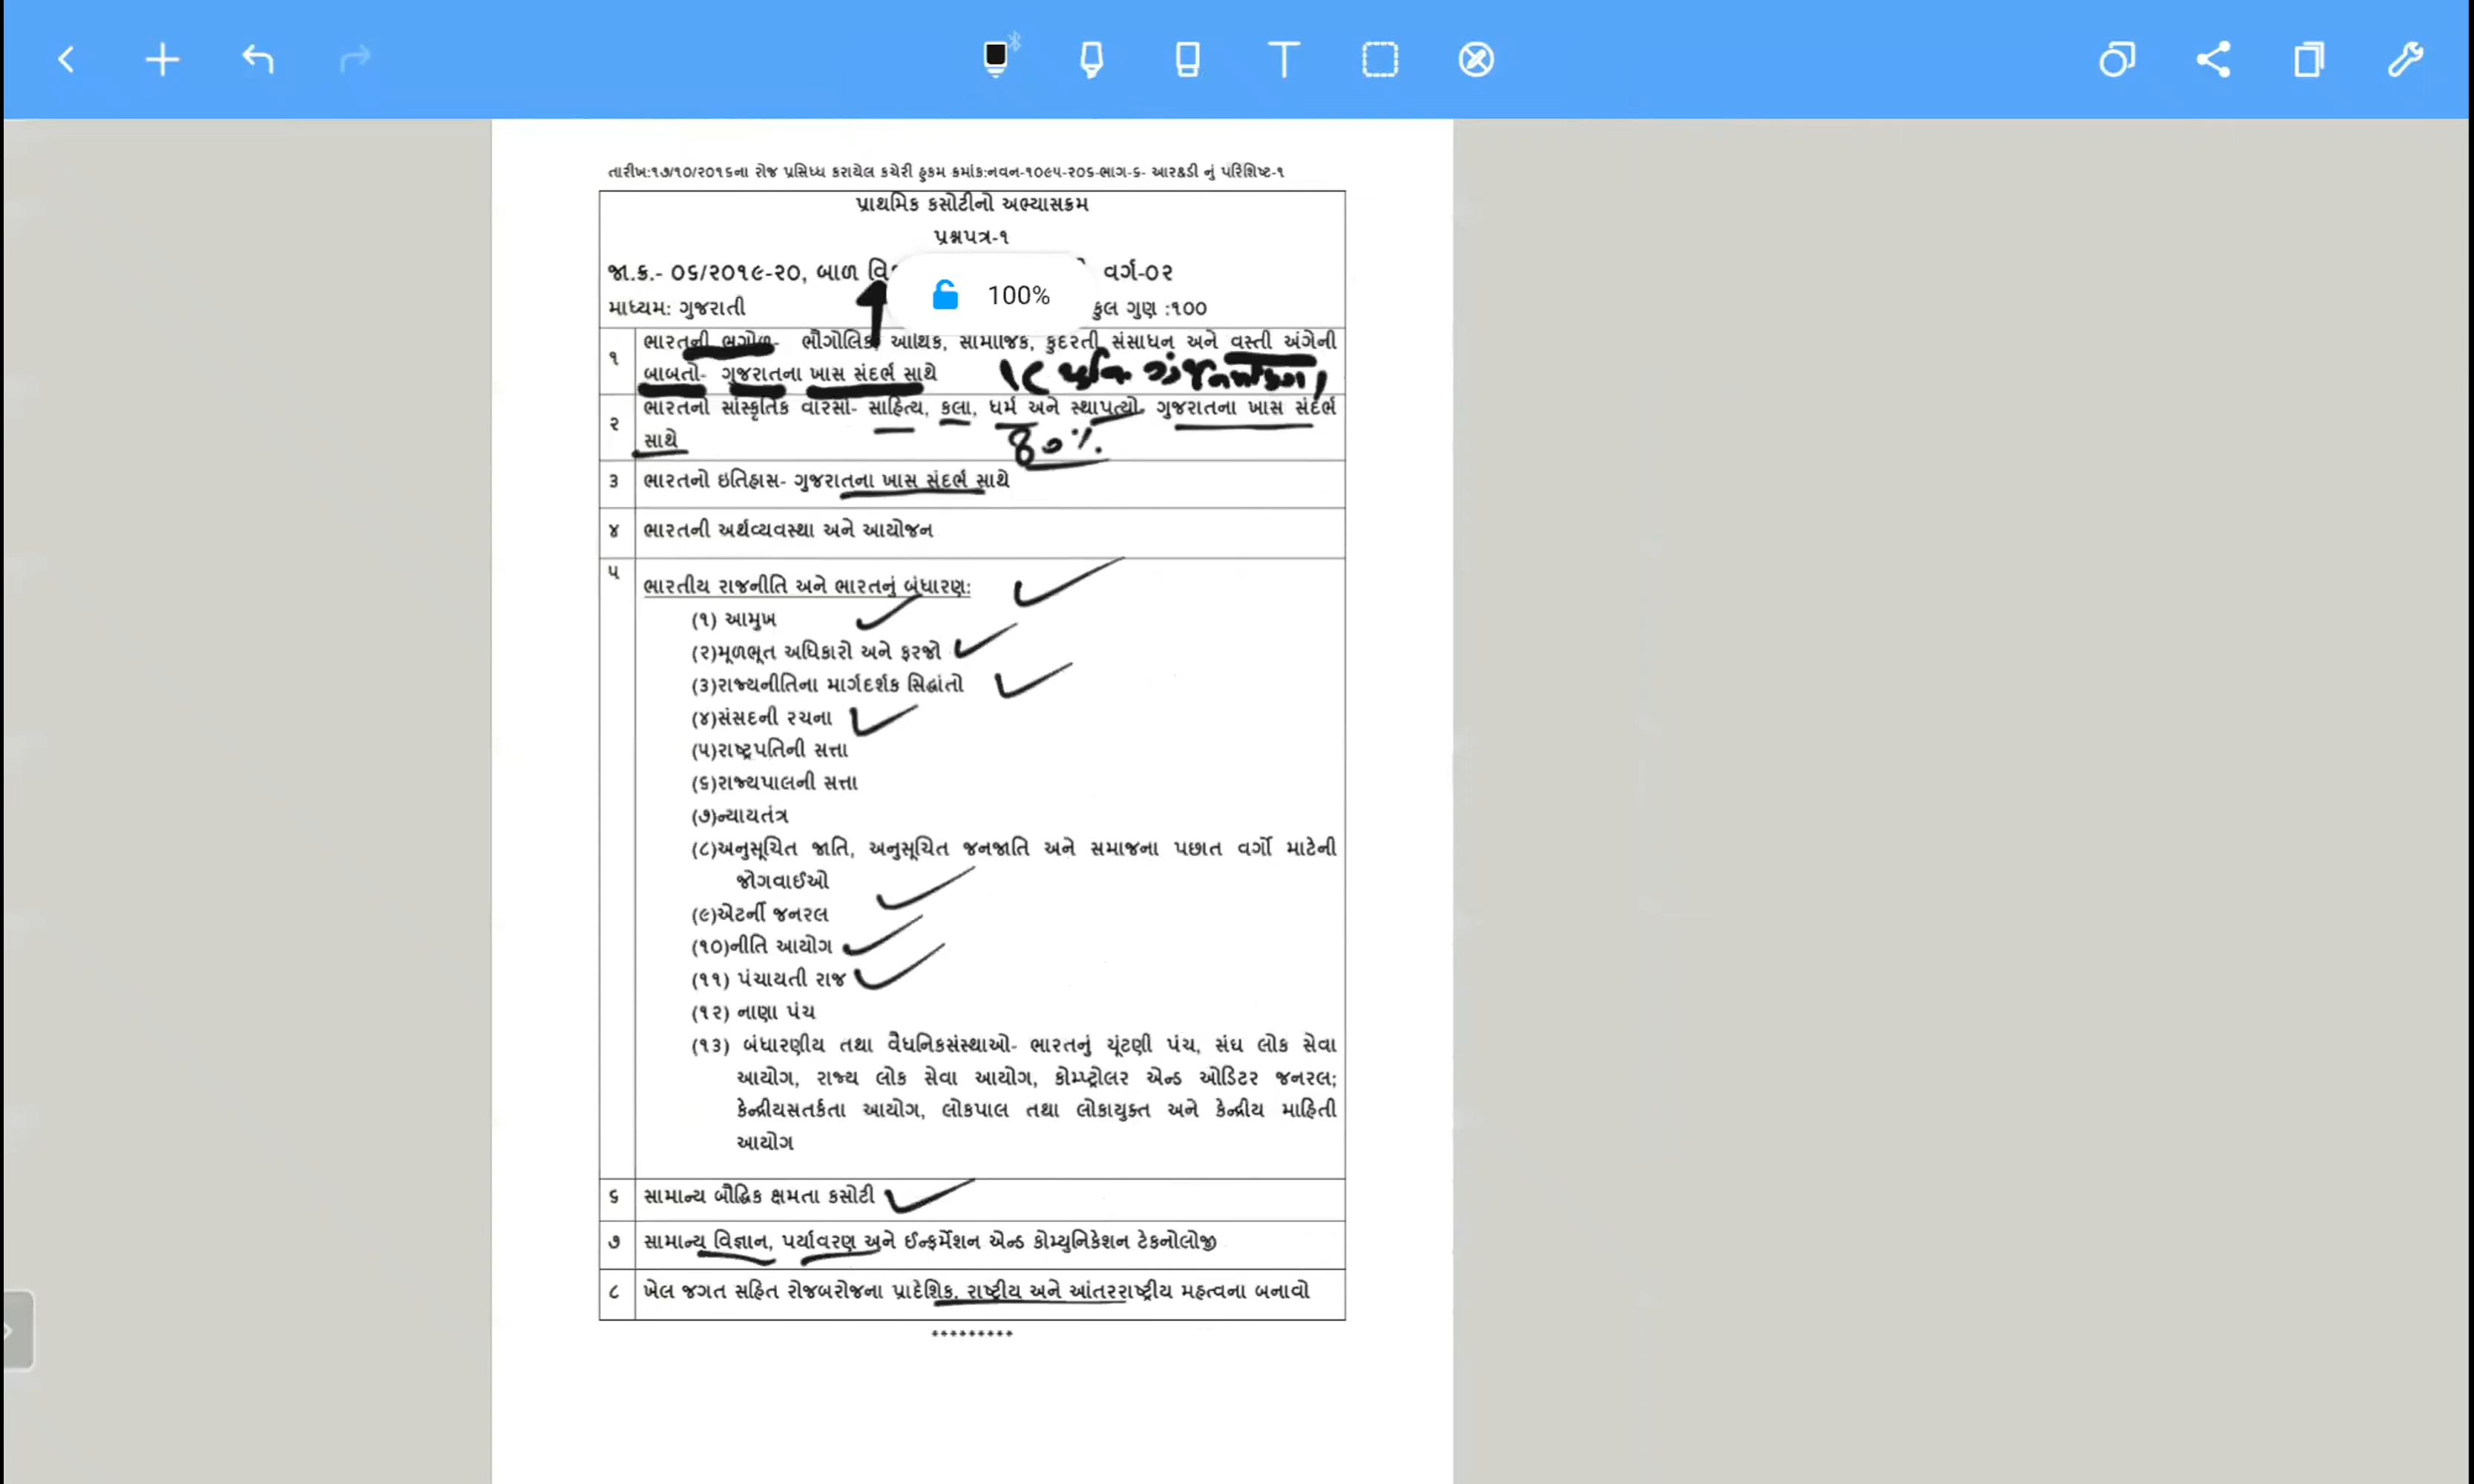 તારીખ:૧૭/૧૦/૨૦૧૬ના રોજ પ્રસિધ્ધ કરાયેલ કચેરી હુકમ ક્રમાંક:નવન-૧૦૯૫-૨૦૬-ભાગ-૬- આર&ડી નું પરિશિષ્ટ-૧
પ્રાથમિક કસોટીનો અભ્યાસક્રમ
પ્રશ્નપત્ર-૧
100%
જા.ક્ર.- ૦૬/૨૦૧૯-૨૦, બાળ વર્ગ-૦૨
માધ્યમ: ગુજરાતી કુલ ગુણ :૧૦૦
૧ ભારતની ભૂગોળ- ભૌગોલિક, આર્થિક, સામાજિક, કુદરતી સંસાધન અને વસ્તી અંગેની
બાબતો- ગુજરાતના ખાસ સંદર્ભ સાથે
૨ ભારતનો સાંસ્કૃતિક વારસો- સાહિત્ય, કલા, ધર્મ અને સ્થાપત્યો- ગુજરાતના ખાસ સંદર્ભ
સાથે
૩ ભારતનો ઇતિહાસ- ગુજરાતના ખાસ સંદર્ભ સાથે
૪ ભારતની અર્થવ્યવસ્થા અને આયોજન
૫ ભારતીય રાજનીતિ અને ભારતનું બંધારણ:
(૧) આમુખ
(૨)મૂળભૂત અધિકારો અને ફરજો
(૩)રાજ્યનીતિના માર્ગદર્શક સિદ્ધાંતો
(૪)સંસદની રચના
(૫)રાષ્ટ્રપતિની સત્તા
(૬)રાજ્યપાલની સત્તા
(૭)ન્યાયતંત્ર
(૮)અનુસૂચિત જાતિ, અનુસૂચિત જનજાતિ અને સમાજના પછાત વર્ગો માટેની
જોગવાઈઓ
(૯)એટર્ની જનરલ
(૧૦)નીતિ આયોગ
(૧૧) પંચાયતી રાજ
(૧૨) નાણા પંચ
(૧૩) બંધારણીય તથા વૈધનિકસંસ્થાઓ- ભારતનું ચૂંટણી પંચ, સંઘ લોક સેવા
આયોગ, રાજ્ય લોક સેવા આયોગ, કોમ્પ્ટ્રોલર એન્ડ ઓડિટર જનરલ;
કેન્દ્રીયસતર્કતા આયોગ, લોકપાલ તથા લોકાયુક્ત અને કેન્દ્રીય માહિતી
આયોગ
૬ સામાન્ય બૌદ્ધિક ક્ષમતા કસોટી
૭ સામાન્ય વિજ્ઞાન, પર્યાવરણ અને ઈન્ફર્મેશન એન્ડ કોમ્યુનિકેશન ટેકનોલોજી
૮ ખેલ જગત સહિત રોજબરોજના પ્રાદેશિક, રાષ્ટ્રીય અને આંતરરાષ્ટ્રીય મહત્વના બનાવો
*********